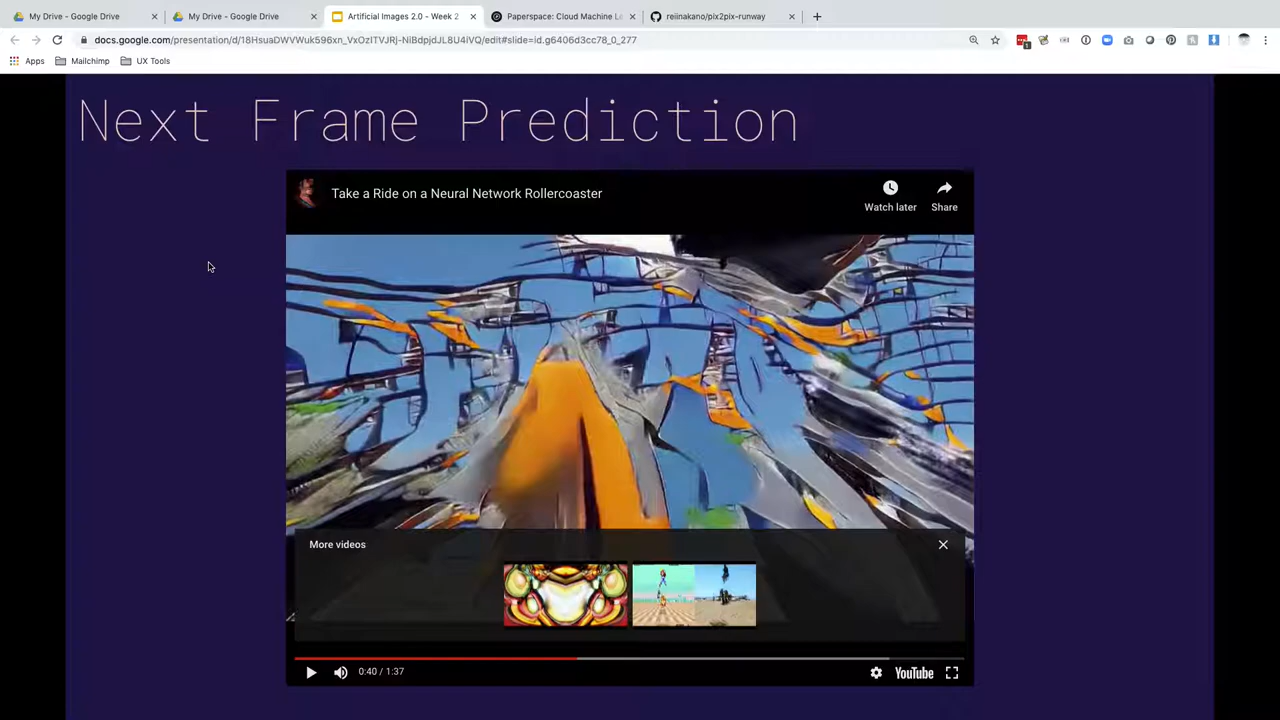 My Drive - Google Drive
My Drive - Google Drive
Artificial Images 2.0 - Week 2
Paperspace: Cloud Machine Le
reiinakano/pix2pix-runway
docs.google.com/presentation/d/18HsuaDWVWuk596xn_VxOzITVJRj-NiBdpjdJL8U4iVQ/edit#slide=id.g6406d3cc78_0_277
Apps
Mailchimp
UX Tools
Next Frame Prediction
Take a Ride on a Neural Network Rollercoaster
Watch later
Share
More videos
0:40 / 1:37
YouTube